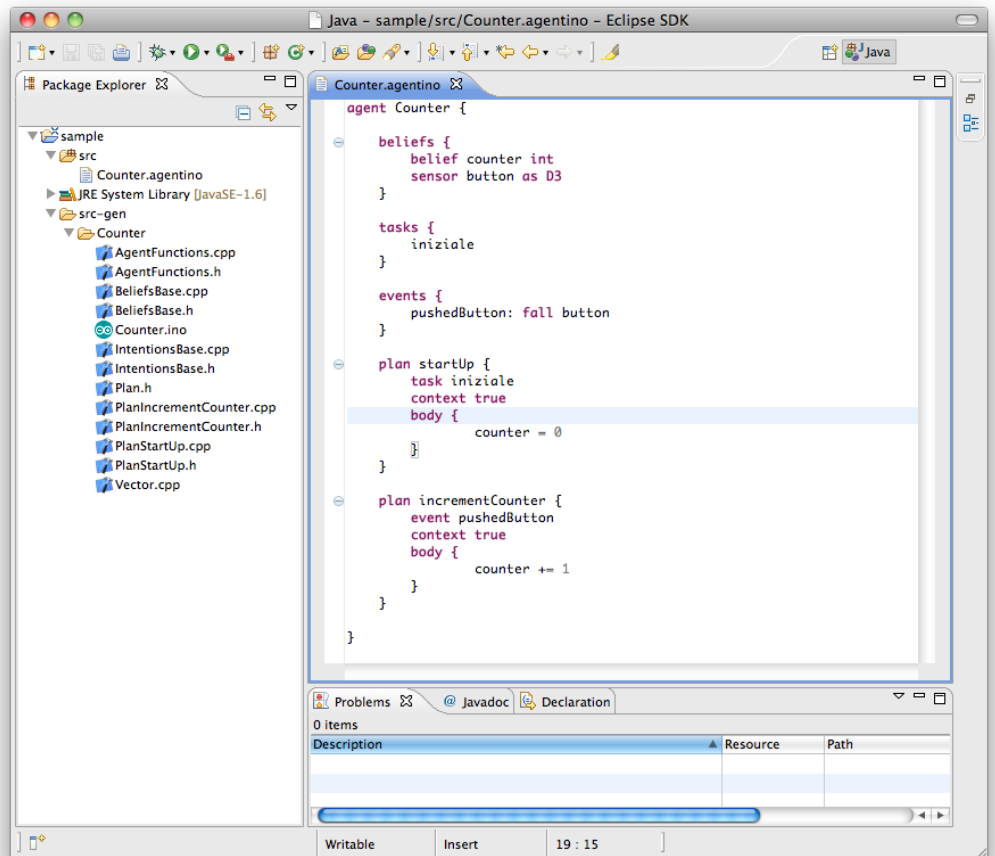 Java – sample/src/Counter.agentino – Eclipse SDK
Java
Package Explorer
sample
src
Counter.agentino
JRE System Library [JavaSE-1.6]
src-gen
Counter
AgentFunctions.cpp
AgentFunctions.h
BeliefsBase.cpp
BeliefsBase.h
Counter.ino
IntentionsBase.cpp
IntentionsBase.h
Plan.h
PlanIncrementCounter.cpp
PlanIncrementCounter.h
PlanStartUp.cpp
PlanStartUp.h
Vector.cpp
Counter.agentino
agent Counter {
beliefs {
belief counter int
sensor button as D3
}
tasks {
iniziale
}
events {
pushedButton: fall button
}
plan startUp {
task iniziale
context true
body {
counter = 0
}
}
plan incrementCounter {
event pushedButton
context true
body {
counter += 1
}
}
}
Problems @ Javadoc Declaration
0 items
Description Resource Path
Writable Insert 19 : 15